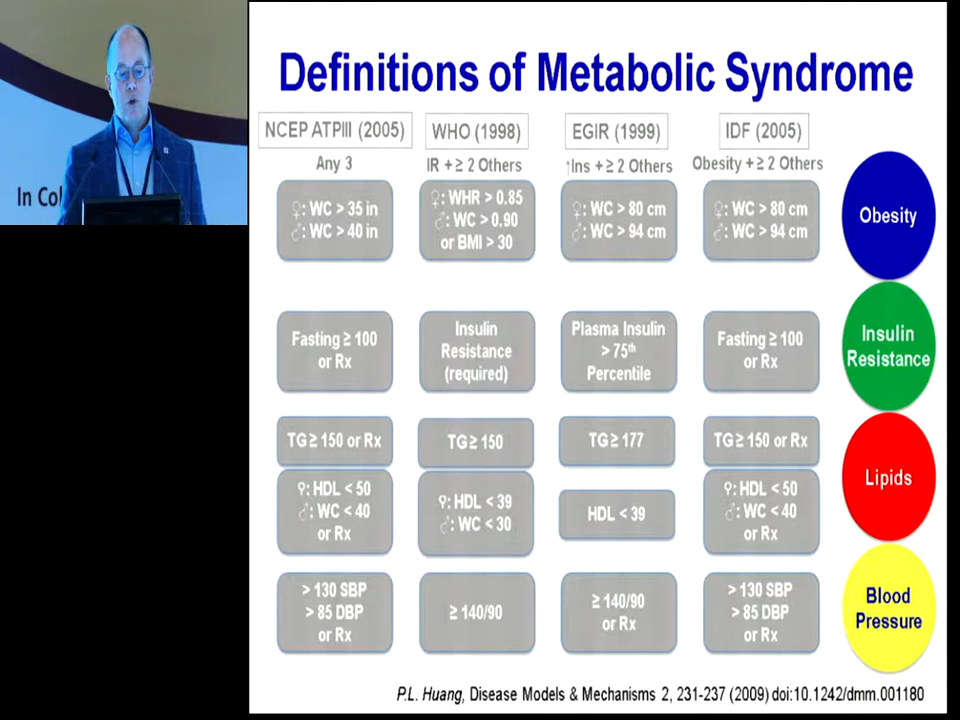 In Col
Definitions of Metabolic Syndrome
NCEP ATPIII (2005)
WHO (1998)
EGIR (1999)
IDF (2005)
Any 3
IR + ≥ 2 Others
↑Ins + ≥ 2 Others
Obesity + ≥ 2 Others
♀: WC > 35 in
♂: WC > 40 in
♀: WHR > 0.85
♂: WC > 0.90
or BMI > 30
♀: WC > 80 cm
♂: WC > 94 cm
♀: WC > 80 cm
♂: WC > 94 cm
Obesity
Fasting ≥ 100
or Rx
Insulin
Resistance
(required)
Plasma Insulin
> 75th
Percentile
Fasting ≥ 100
or Rx
Insulin
Resistance
TG ≥ 150 or Rx
TG ≥ 150
TG ≥ 177
TG ≥ 150 or Rx
♀: HDL < 50
♂: WC < 40
or Rx
♀: HDL < 39
♂: WC < 30
HDL < 39
♀: HDL < 50
♂: WC < 40
or Rx
Lipids
> 130 SBP
> 85 DBP
or Rx
≥ 140/90
≥ 140/90
or Rx
> 130 SBP
> 85 DBP
or Rx
Blood
Pressure
P.L. Huang, Disease Models & Mechanisms 2, 231-237 (2009) doi:10.1242/dmm.001180